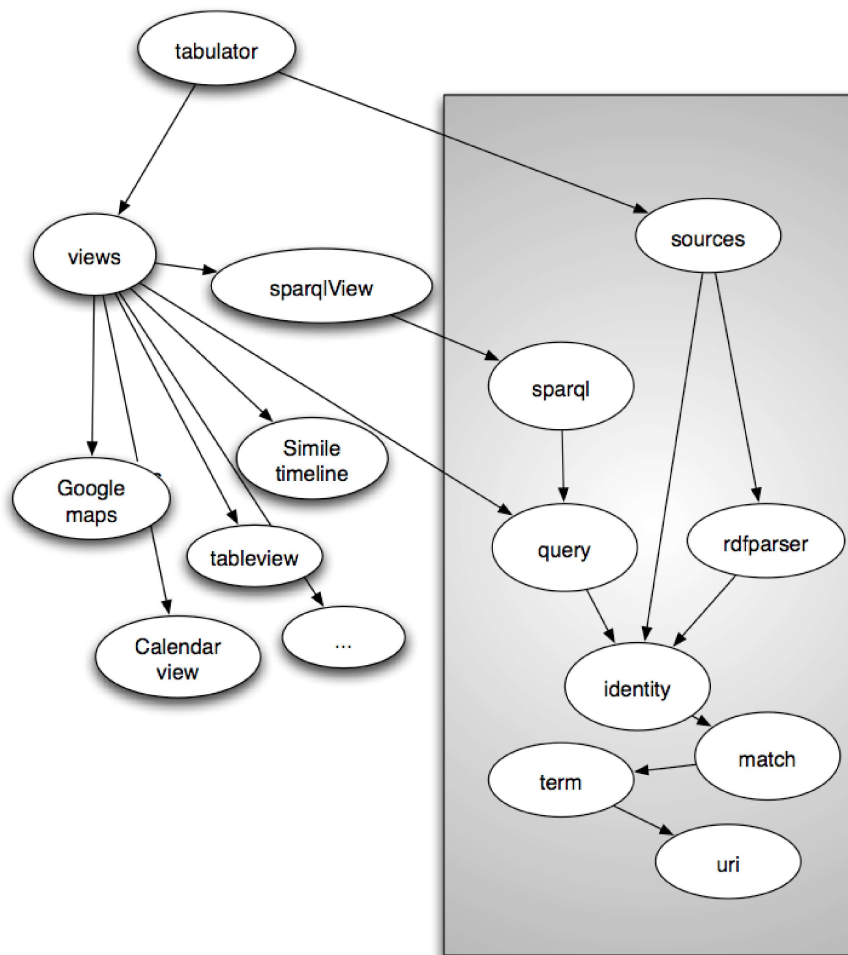 tabulator
views
sources
sparqlView
sparql
Simile
timeline
Google
maps
query
rdfparser
tableview
Calendar
view
...
identity
match
term
uri